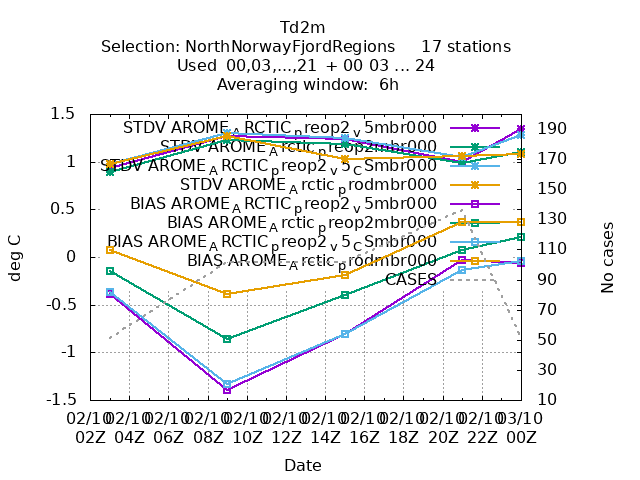 Td2m
Selection: NorthNorwayFjordRegions 17 stations
Used 00,03,...,21 + 00 03 ... 24
Averaging window: 6h
STDV AROME_ARCTIC_preop2_v5mbr000
STDV AROME_Arctic_preop2mbr000
STDV AROME_ARCTIC_preop2_v5_CSmbr000
STDV AROME_Arctic_prodmbr000
BIAS AROME_ARCTIC_preop2_v5mbr000
BIAS AROME_Arctic_preop2mbr000
BIAS AROME_ARCTIC_preop2_v5_CSmbr000
BIAS AROME_Arctic_prodmbr000
CASES
1.5
1
0.5
0
-0.5
-1
-1.5
deg C
190
170
150
130
110
90
70
50
30
10
No cases
02/10 02/10 02/10 02/10 02/10 02/10 02/10 02/10 02/10 02/10 02/10 03/10
02Z 04Z 06Z 08Z 10Z 12Z 14Z 16Z 18Z 20Z 22Z 00Z
Date